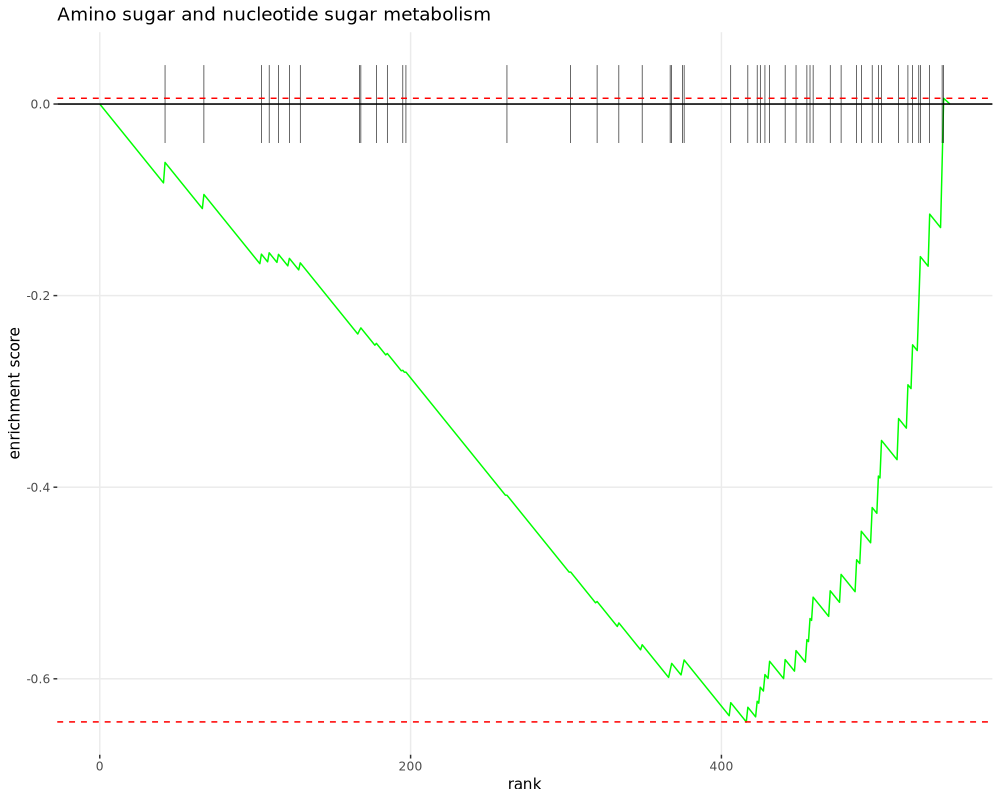 Amino sugar and nucleotide sugar metabolism
0.0
-0.2
-0.4
-0.6
enrichment score
0
200
400
rank